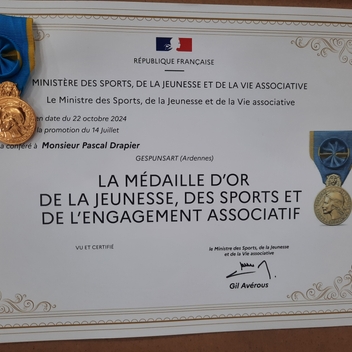 RÉPUBLIQUE FRANÇAISE
MINISTÈRE DES SPORTS, DE LA JEUNESSE ET DE LA VIE ASSOCIATIVE
Le Ministre des Sports, de la Jeunesse et de la Vie associative
en date du 22 octobre 2024
la promotion du 14 Juillet
a conféré à Monsieur Pascal Drapier
GESPUNSART (Ardennes)
LA MÉDAILLE D'OR
DE LA JEUNESSE, DES SPORTS ET
DE L'ENGAGEMENT ASSOCIATIF
VU ET CERTIFIÉ
le Ministre des Sports, de la Jeunesse
et de la Vie associative
Gil Avérous